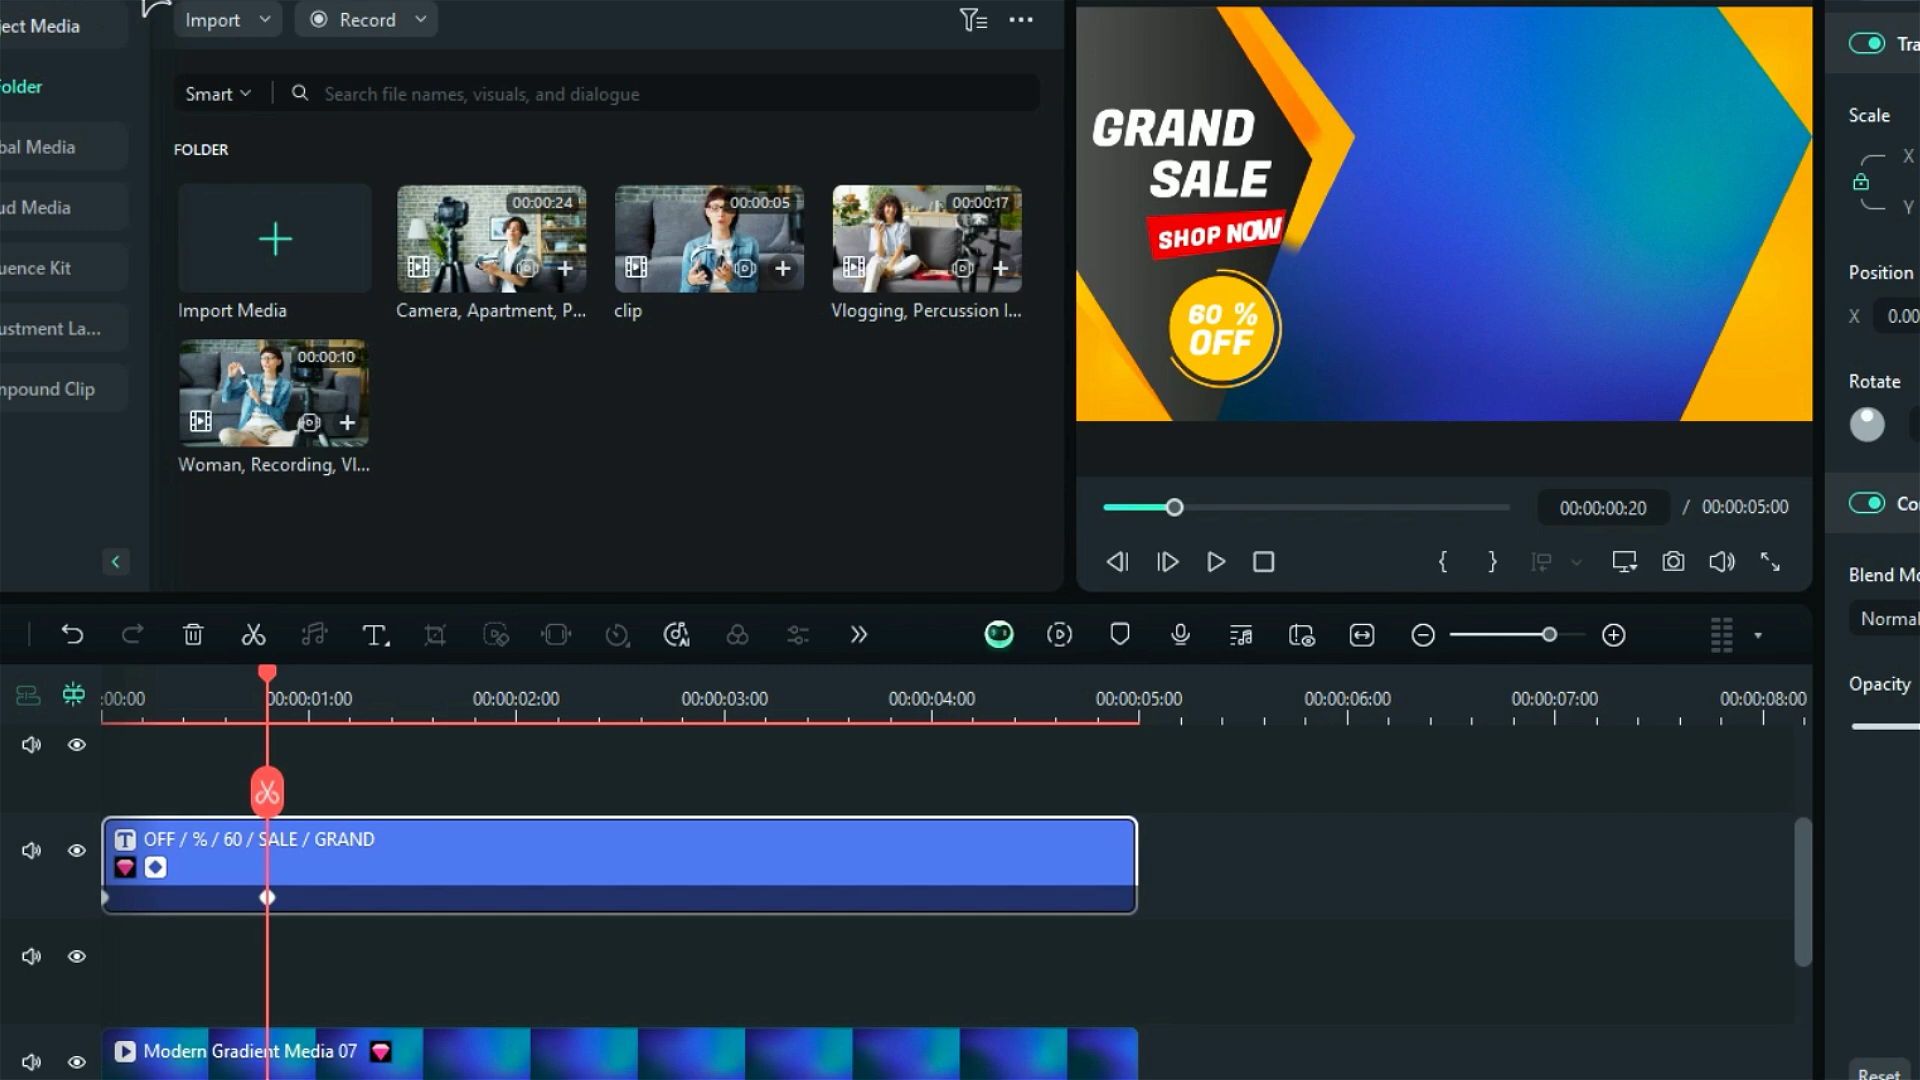 ject Media
Import
Record
Tra
folder
Smart
Search file names, visuals, and dialogue
bal Media
FOLDER
ud Media
uence Kit
ustment La...
npound Clip
00:00:24
00:00:05
00:00:17
Import Media
Camera, Apartment, P...
clip
Vlogging, Percussion I...
00:00:10
Woman, Recording, Vl...
GRAND
SALE
SHOP NOW
60 %
OFF
Scale
X
Y
Position
X 0.00
Rotate
00:00:00:20 / 00:00:05:00
Co
Blend Mo
Normal
Opacity
:00:00
00:00:01:00
00:00:02:00
00:00:03:00
00:00:04:00
00:00:05:00
00:00:06:00
00:00:07:00
00:00:08:00
T OFF / % / 60 / SALE / GRAND
Modern Gradient Media 07
Reset